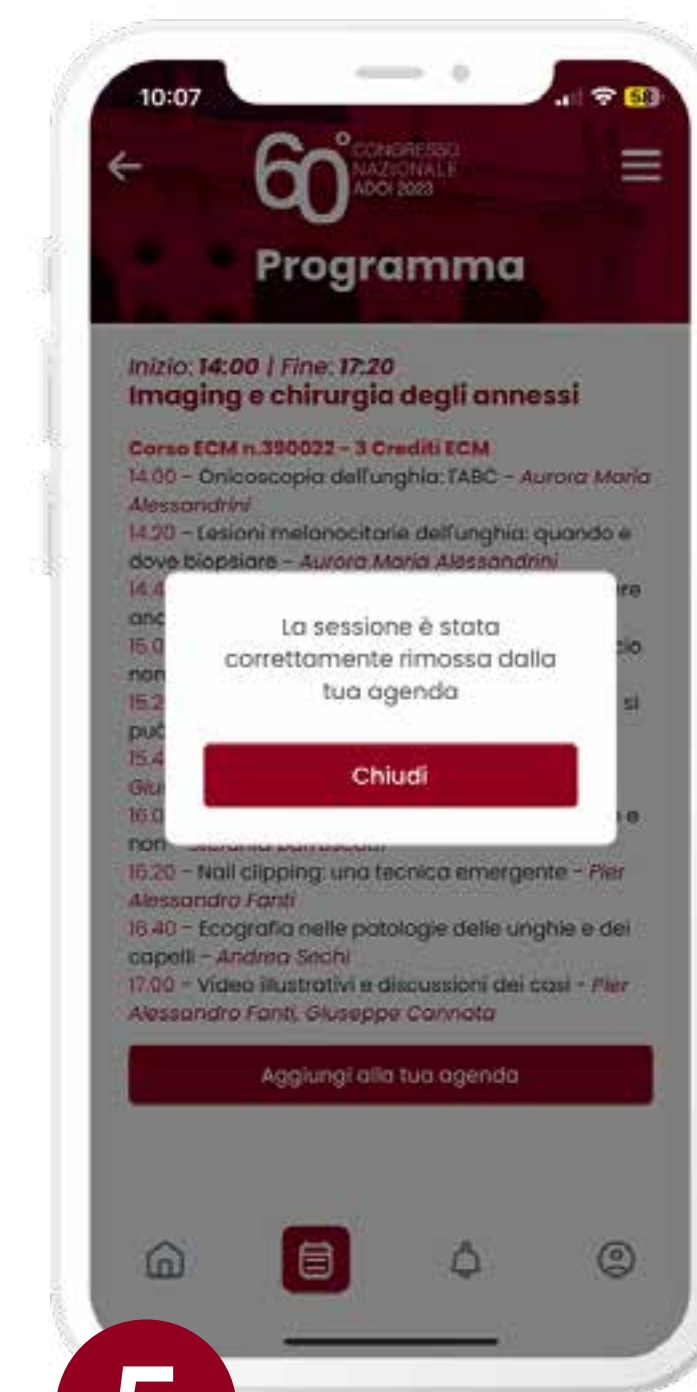 10:07
58
60°
CONGRESSO
NAZIONALE
ADOI 2023
Programma
Inizio: 14:00 | Fine: 17:20
Imaging e chirurgia degli annessi
Corso ECM n.390022 - 3 Crediti ECM
14.00 - Onicoscopia dell'unghia: l'ABC - Aurora Maria
Alessandrini
14.20 - Lesioni melanocitarie dell'unghia: quando e
dove biopsiare - Aurora Maria Alessandrini
La sessione è stata
correttamente rimossa dalla
tua agenda
Chiudi
non
16.20 - Nail clipping: una tecnica emergente - Pier
Alessandro Fanti
16.40 - Ecografia nelle patologie delle unghie e dei
capelli - Andrea Sechi
17.00 - Video illustrativi e discussioni dei casi - Pier
Alessandro Fanti, Giuseppe Cannata
Aggiungi alla tua agenda
5